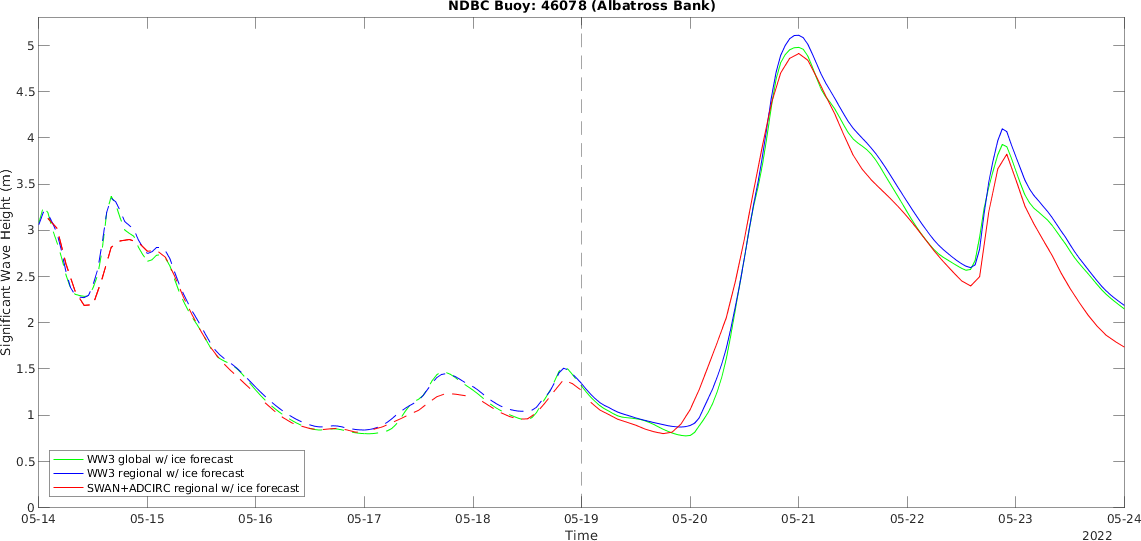 NDBC Buoy: 46078 (Albatross Bank)
Significant Wave Height (m)
5
4.5
4
3.5
3
2.5
2
1.5
1
0.5
0
WW3 global w/ ice forecast
WW3 regional w/ ice forecast
SWAN+ADCIRC regional w/ ice forecast
05-14 05-15 05-16 05-17 05-18 05-19 05-20 05-21 05-22 05-23 05-24
Time
2022